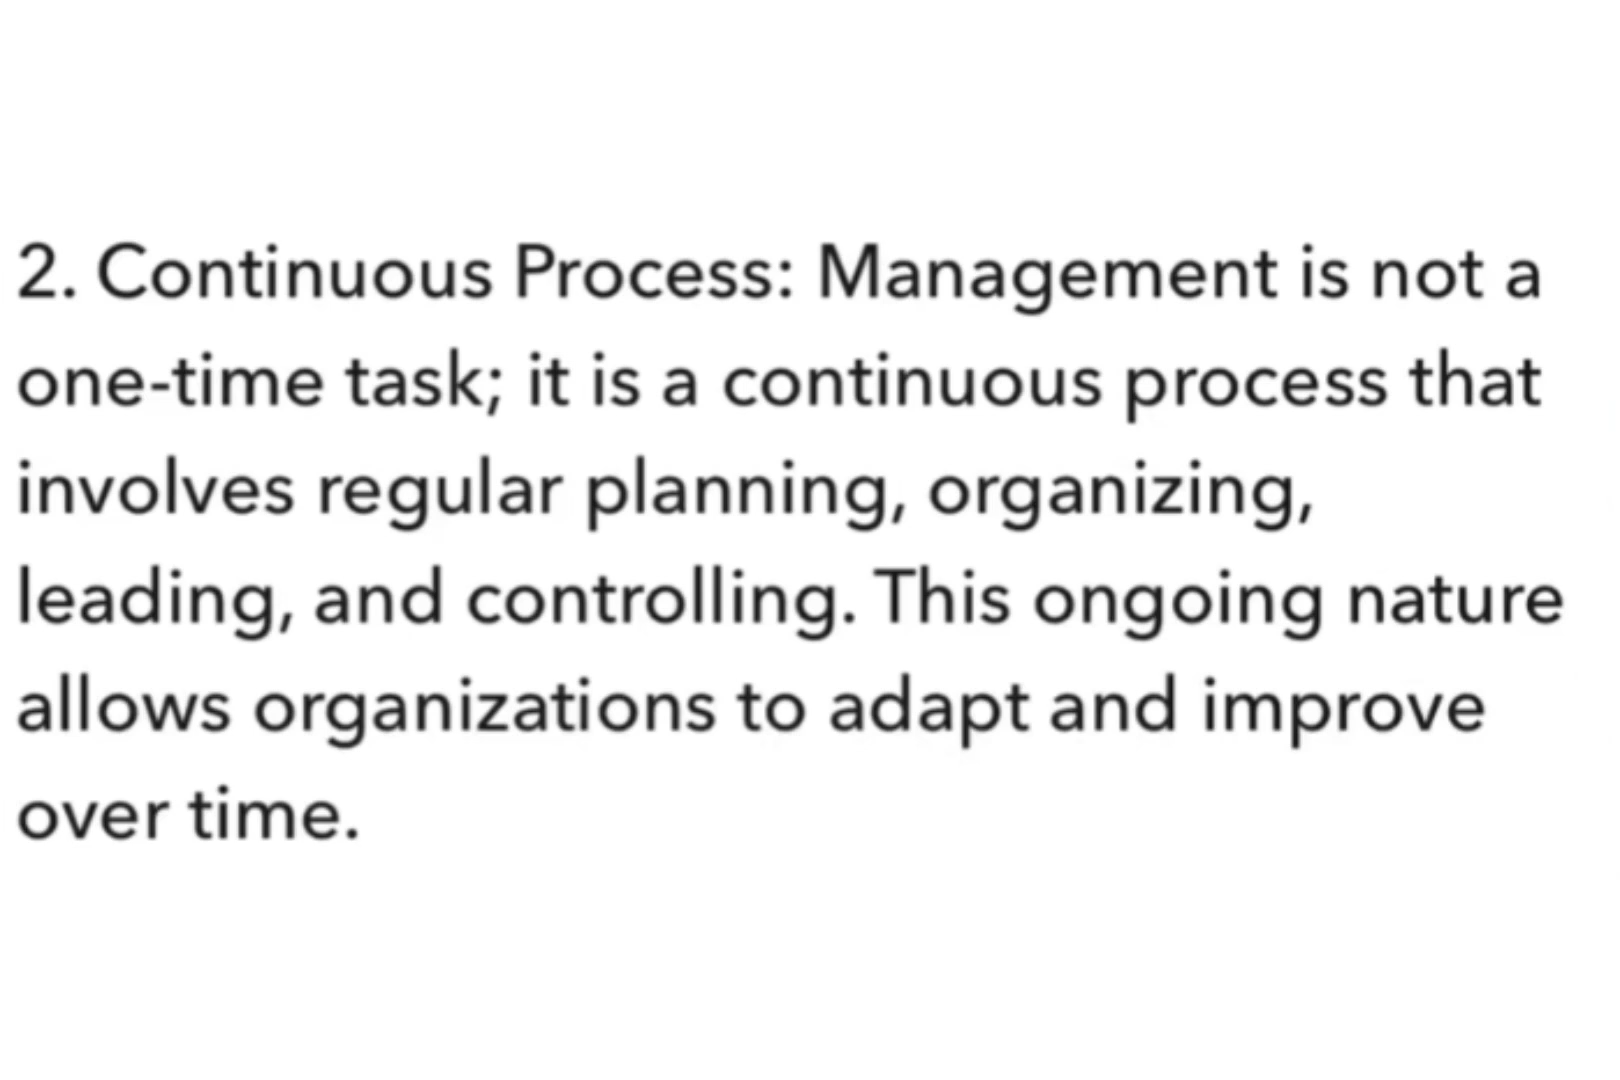 2. Continuous Process: Management is not a
one-time task; it is a continuous process that
involves regular planning, organizing,
leading, and controlling. This ongoing nature
allows organizations to adapt and improve
over time.